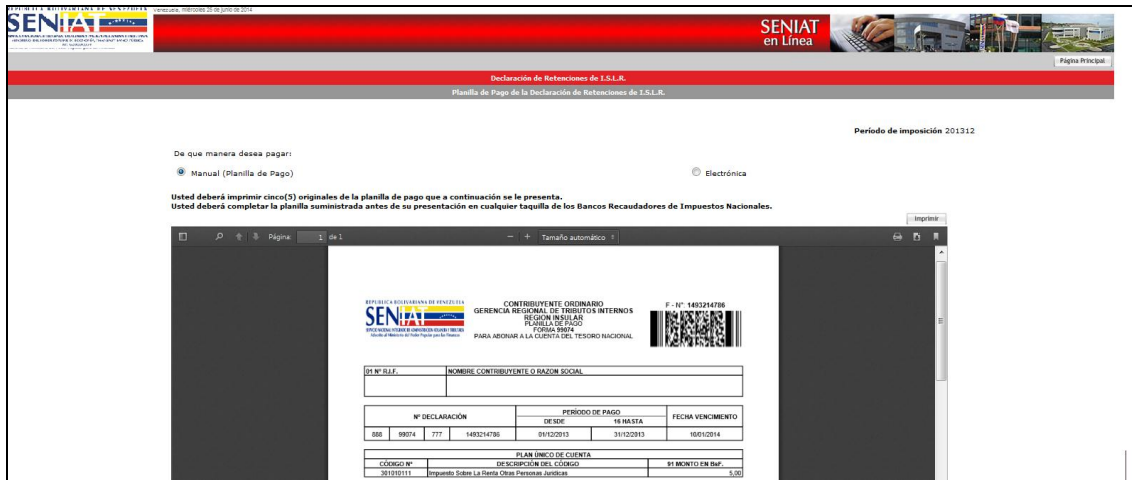 REPUBLICA BOLIVARIANA DE VENEZUELA
Venezuela, miércoles 25 de junio de 2014
SENIAT
SENIAT
en Línea
Página Principal
Declaración de Retenciones de I.S.L.R.
Planilla de Pago de la Declaración de Retenciones de I.S.L.R.
Período de imposición 201312
De que manera desea pagar:
Manual (Planilla de Pago)
Electrónica
Usted deberá imprimir cinco(5) originales de la planilla de pago que a continuación se le presenta.
Usted deberá completar la planilla suministrada antes de su presentación en cualquier taquilla de los Bancos Recaudadores de Impuestos Nacionales.
Imprimir
Página: 1 de 1
Tamaño automático
REPUBLICA BOLIVARIANA DE VENEZUELA
SENIAT
CONTRIBUYENTE ORDINARIO
GERENCIA REGIONAL DE TRIBUTOS INTERNOS
REGION INSULAR
PLANILLA DE PAGO
FORMA 99074
PARA ABONAR A LA CUENTA DEL TESORO NACIONAL
F - N°: 1493214786
01 Nº R.I.F. NOMBRE CONTRIBUYENTE O RAZON SOCIAL
Nº DECLARACIÓN PERÍODO DE PAGO FECHA VENCIMIENTO
DESDE 16 HASTA
888 99074 777 1493214786 01/12/2013 31/12/2013 10/01/2014
PLAN ÚNICO DE CUENTA
CÓDIGO Nº DESCRIPCIÓN DEL CÓDIGO 91 MONTO EN BsF.
301010111 Impuesto Sobre La Renta Otras Personas Juridicas 5,00